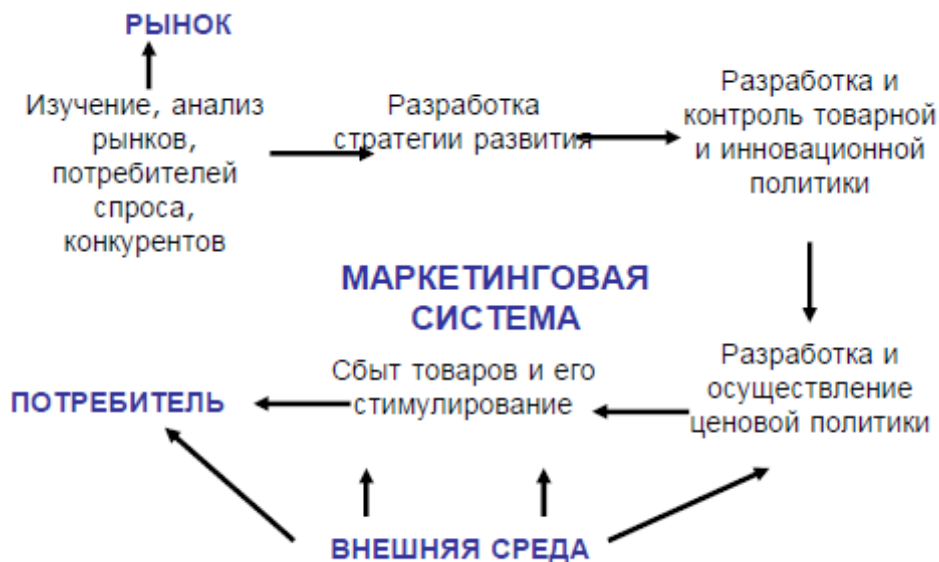 РЫНОК
Изучение, анализ
рынков,
потребителей
спроса,
конкурентов
Разработка
стратегии развития
Разработка и
контроль товарной
и инновационной
политики
МАРКЕТИНГОВАЯ
СИСТЕМА
Разработка и
осуществление
ценовой политики
Сбыт товаров и его
стимулирование
ПОТРЕБИТЕЛЬ
ВНЕШНЯЯ СРЕДА